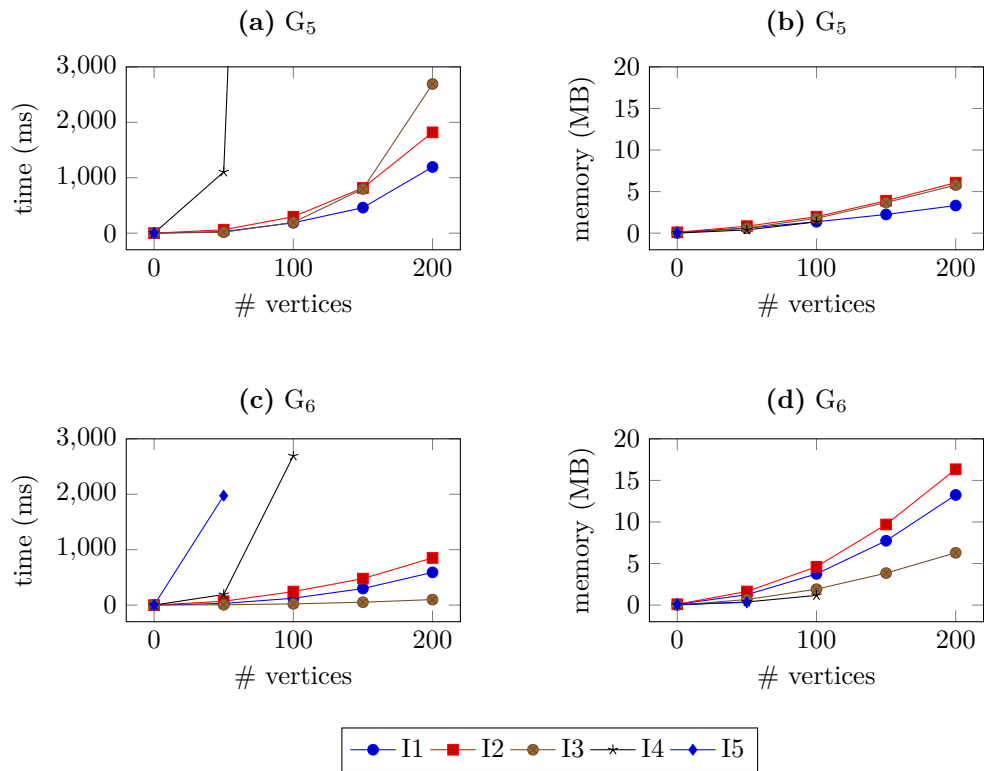 (a) G₅
3,000
2,000
1,000
0
time (ms)
0 100 200
# vertices
(b) G₅
20
15
10
5
0
memory (MB)
0 100 200
# vertices
(c) G₆
3,000
2,000
1,000
0
time (ms)
0 100 200
# vertices
(d) G₆
20
15
10
5
0
memory (MB)
0 100 200
# vertices
I1 I2 I3 I4 I5